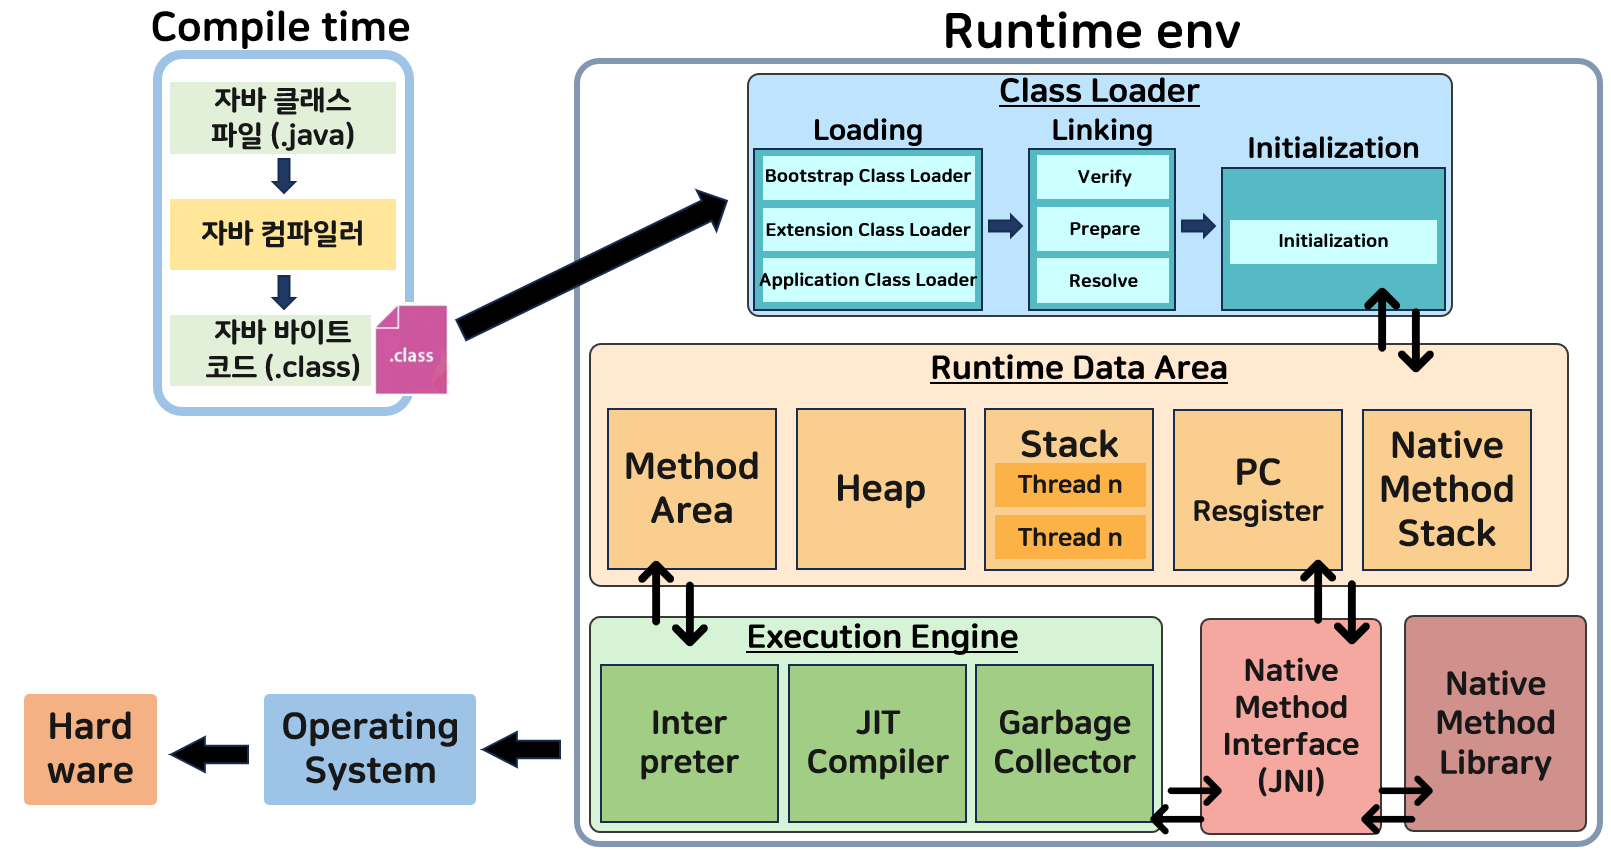 Compile time
자바 클래스
파일 (.java)
자바 컴파일러
자바 바이트
코드 (.class)
.class
Runtime env
Class Loader
Loading
Bootstrap Class Loader
Extension Class Loader
Application Class Loader
Linking
Verify
Prepare
Resolve
Initialization
Initialization
Runtime Data Area
Method
Area
Heap
Stack
Thread n
Thread n
PC
Resgister
Native
Method
Stack
Execution Engine
Inter
preter
JIT
Compiler
Garbage
Collector
Native
Method
Interface
(JNI)
Native
Method
Library
Operating
System
Hard
ware